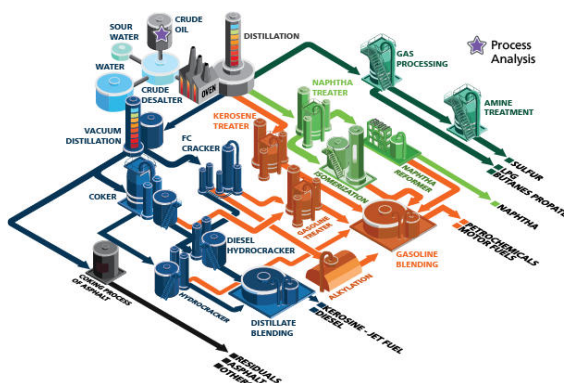 SOUR
WATER
CRUDE
OIL
DISTILLATION
WATER
CRUDE
DESALTER
OVEN
GAS
PROCESSING
Process
Analysis
NAPHTHA
TREATER
AMINE
TREATMENT
VACUUM
DISTILLATION
KEROSENE
TREATER
FC
CRACKER
ISOMERIZATION
NAPHTHA
REFORMER
SULFUR
LPG
BUTANES PROPATE
NAPHTHA
COKER
GASOLINE
TREATER
PETROCHEMICALS
MOTOR FUELS
DIESEL
HYDROCRACKER
GASOLINE
BLENDING
COKING PROCESS
OF ASPHALT
HYDROCRACKER
ALKYLATION
DISTILLATE
BLENDING
KEROSINE - JET FUEL
DIESEL
RESIDUALS
ASPHALT
OTHER